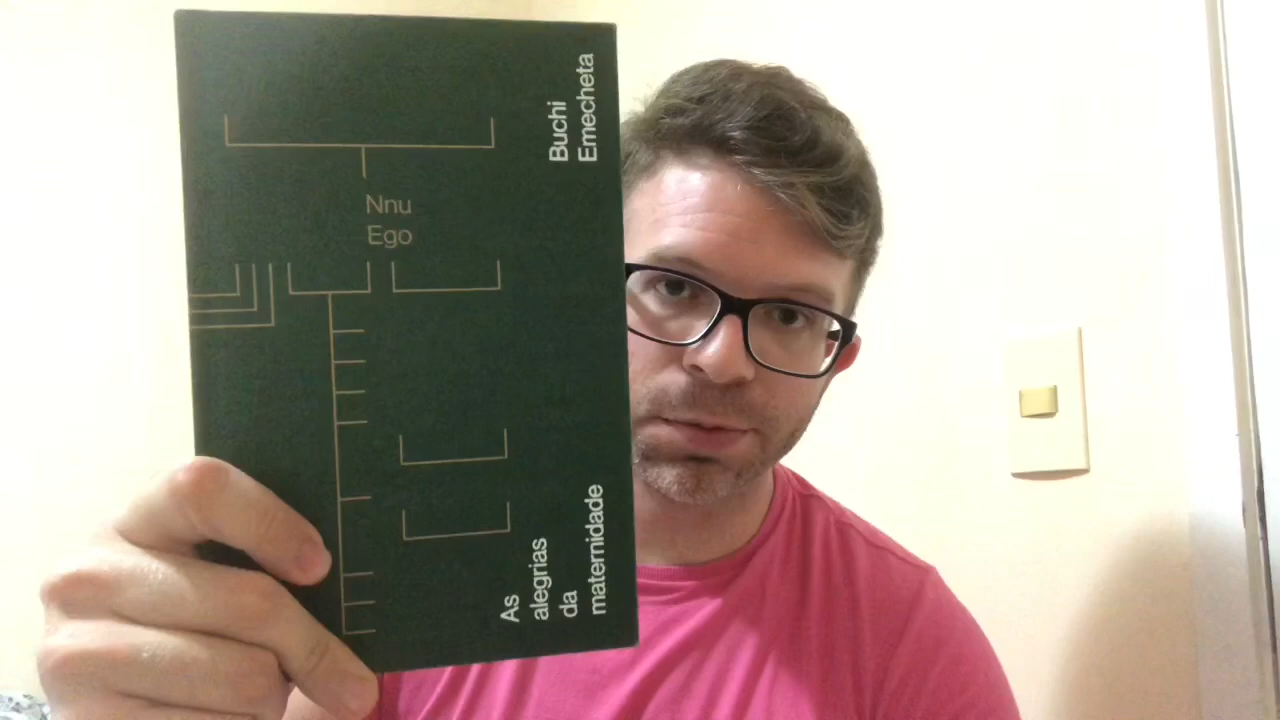 Buchi
Emecheta
Nnu
Ego
As
alegrias
da
maternidade